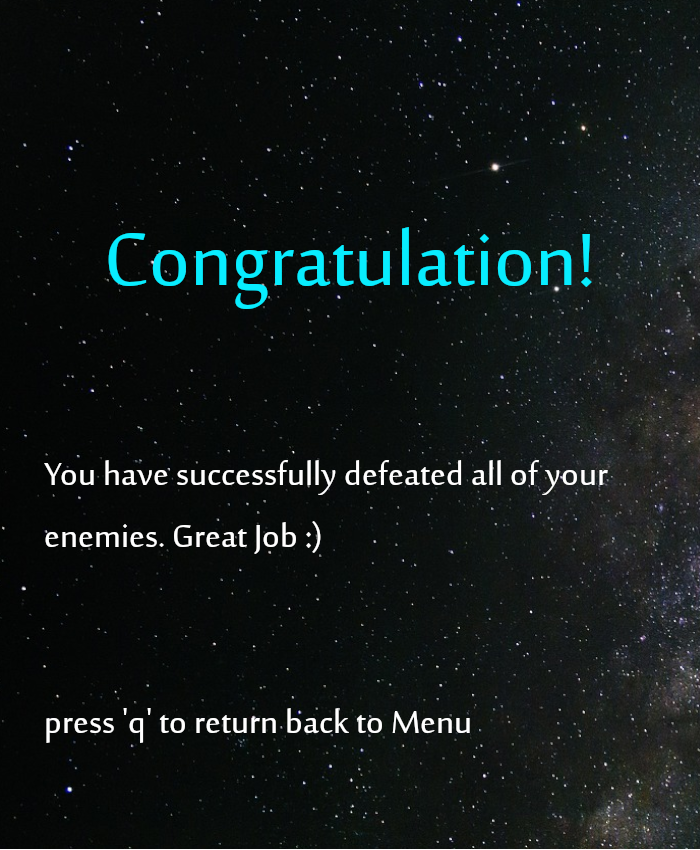 Congratulation!
You have successfully defeated all of your
enemies. Great Job :)
press 'q' to return back to Menu